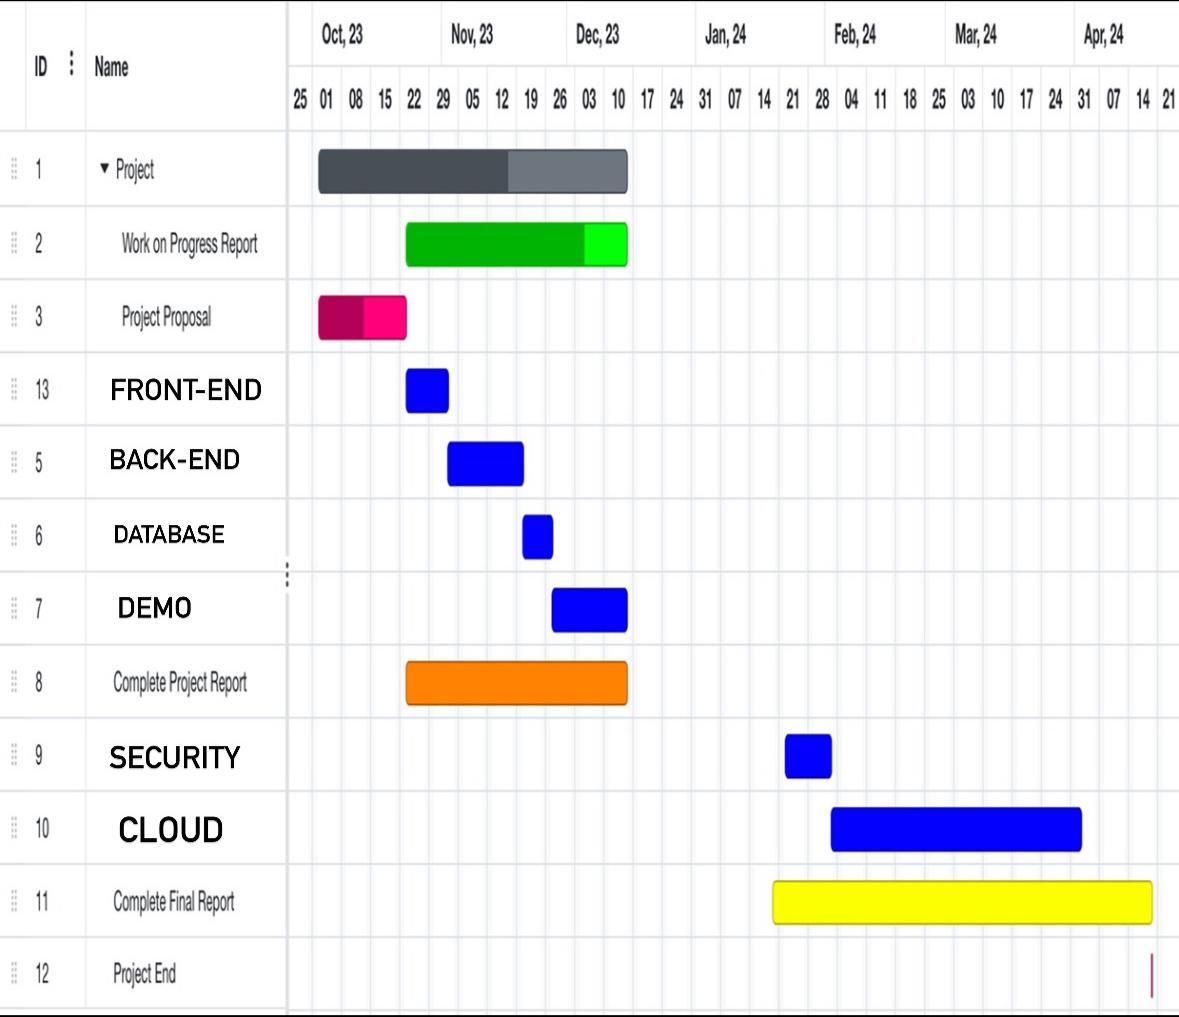 Oct, 23 Nov, 23 Dec, 23 Jan, 24 Feb, 24 Mar, 24 Apr, 24
ID Name
25 01 08 15 22 29 05 12 19 26 03 10 17 24 31 07 14 21 28 04 11 18 25 03 10 17 24 31 07 14 21
1 Project
2 Work on Progress Report
3 Project Proposal
13 FRONT-END
5 BACK-END
6 DATABASE
7 DEMO
8 Complete Project Report
9 SECURITY
10 CLOUD
11 Complete Final Report
12 Project End